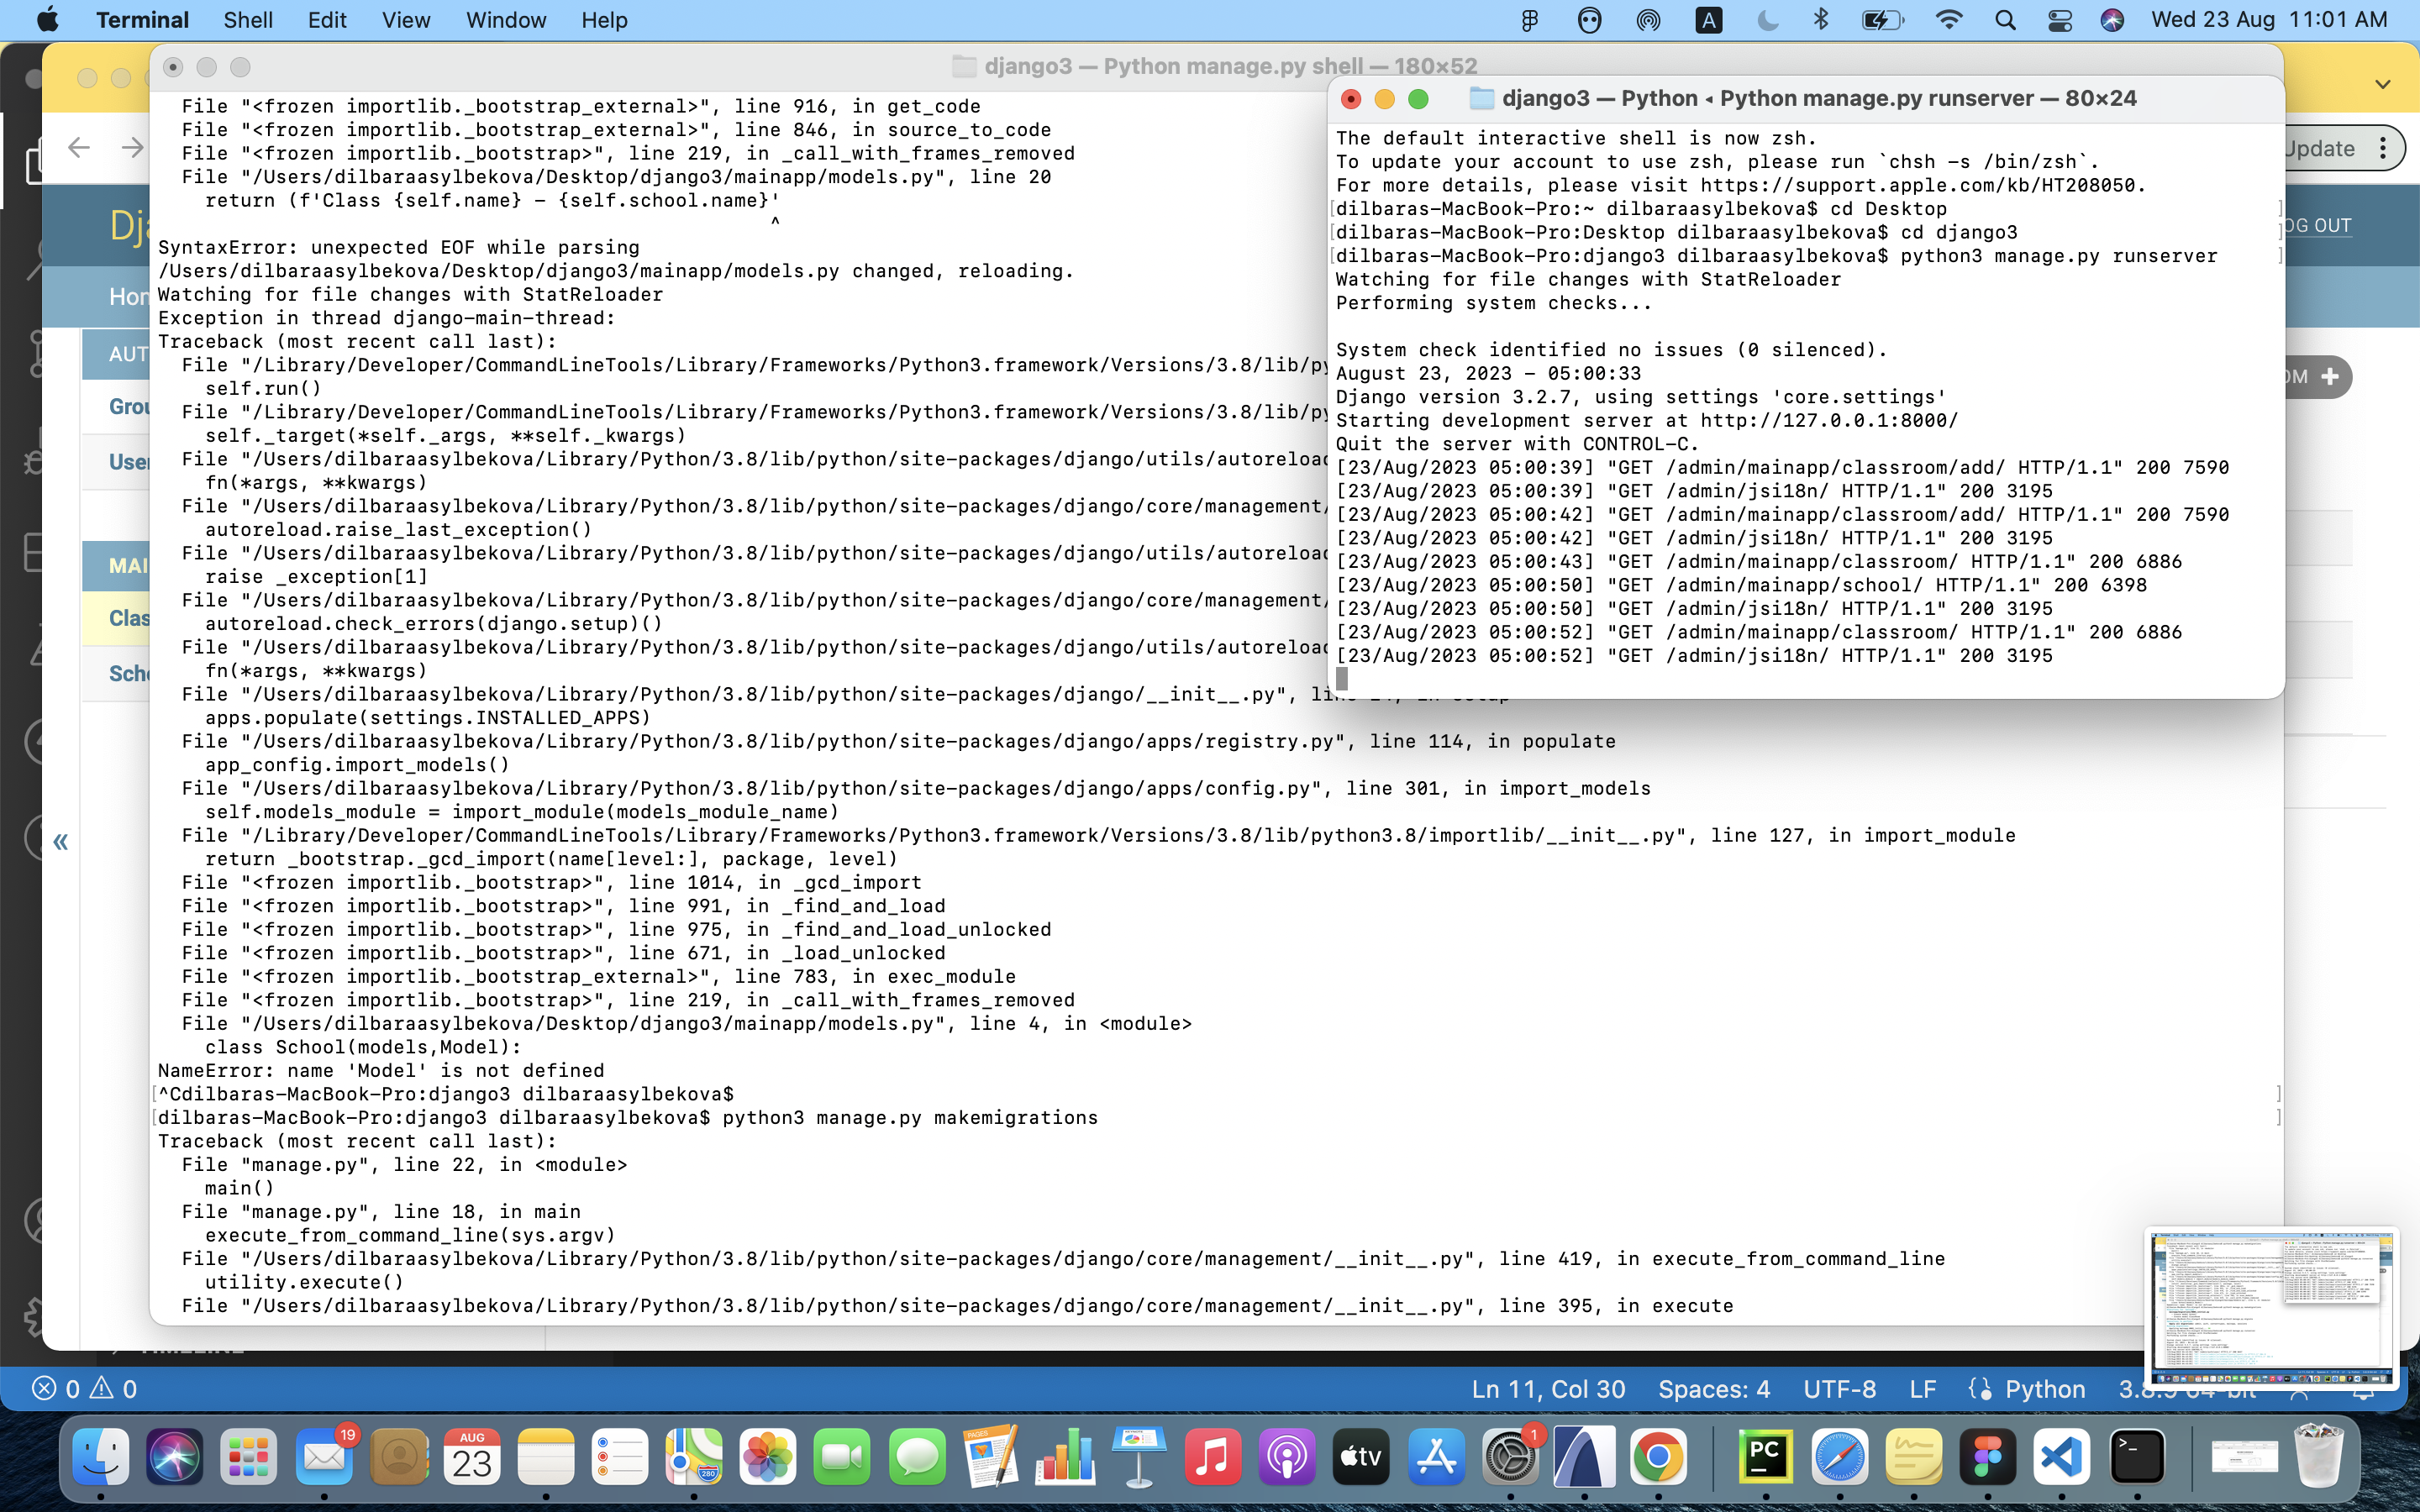 Terminal Shell Edit View Window Help
A Wed 23 Aug 11:01 AM
django3 — Python manage.py shell — 180×52
File "<frozen importlib._bootstrap_external>", line 916, in get_code
File "<frozen importlib._bootstrap_external>", line 846, in source_to_code
File "<frozen importlib._bootstrap>", line 219, in _call_with_frames_removed
File "/Users/dilbaraasylbekova/Desktop/django3/mainapp/models.py", line 20
return (f'Class {self.name} - {self.school.name}'
^
SyntaxError: unexpected EOF while parsing
/Users/dilbaraasylbekova/Desktop/django3/mainapp/models.py changed, reloading.
Watching for file changes with StatReloader
Exception in thread django-main-thread:
Traceback (most recent call last):
File "/Library/Developer/CommandLineTools/Library/Frameworks/Python3.framework/Versions/3.8/lib/py
self.run()
File "/Library/Developer/CommandLineTools/Library/Frameworks/Python3.framework/Versions/3.8/lib/py
self._target(*self._args, **self._kwargs)
File "/Users/dilbaraasylbekova/Library/Python/3.8/lib/python/site-packages/django/utils/autoreload
fn(*args, **kwargs)
File "/Users/dilbaraasylbekova/Library/Python/3.8/lib/python/site-packages/django/core/management/
autoreload.raise_last_exception()
File "/Users/dilbaraasylbekova/Library/Python/3.8/lib/python/site-packages/django/utils/autoreload
raise _exception[1]
File "/Users/dilbaraasylbekova/Library/Python/3.8/lib/python/site-packages/django/core/management/
autoreload.check_errors(django.setup)()
File "/Users/dilbaraasylbekova/Library/Python/3.8/lib/python/site-packages/django/utils/autoreload
fn(*args, **kwargs)
File "/Users/dilbaraasylbekova/Library/Python/3.8/lib/python/site-packages/django/__init__.py", li
apps.populate(settings.INSTALLED_APPS)
File "/Users/dilbaraasylbekova/Library/Python/3.8/lib/python/site-packages/django/apps/registry.py", line 114, in populate
app_config.import_models()
File "/Users/dilbaraasylbekova/Library/Python/3.8/lib/python/site-packages/django/apps/config.py", line 301, in import_models
self.models_module = import_module(models_module_name)
File "/Library/Developer/CommandLineTools/Library/Frameworks/Python3.framework/Versions/3.8/lib/python3.8/importlib/__init__.py", line 127, in import_module
return _bootstrap._gcd_import(name[level:], package, level)
File "<frozen importlib._bootstrap>", line 1014, in _gcd_import
File "<frozen importlib._bootstrap>", line 991, in _find_and_load
File "<frozen importlib._bootstrap>", line 975, in _find_and_load_unlocked
File "<frozen importlib._bootstrap>", line 671, in _load_unlocked
File "<frozen importlib._bootstrap_external>", line 783, in exec_module
File "<frozen importlib._bootstrap>", line 219, in _call_with_frames_removed
File "/Users/dilbaraasylbekova/Desktop/django3/mainapp/models.py", line 4, in <module>
class School(models,Model):
NameError: name 'Model' is not defined
[^Cdilbaras-MacBook-Pro:django3 dilbaraasylbekova$ ]
[dilbaras-MacBook-Pro:django3 dilbaraasylbekova$ python3 manage.py makemigrations ]
Traceback (most recent call last):
File "manage.py", line 22, in <module>
main()
File "manage.py", line 18, in main
execute_from_command_line(sys.argv)
File "/Users/dilbaraasylbekova/Library/Python/3.8/lib/python/site-packages/django/core/management/__init__.py", line 419, in execute_from_command_line
utility.execute()
File "/Users/dilbaraasylbekova/Library/Python/3.8/lib/python/site-packages/django/core/management/__init__.py", line 395, in execute
django3 — Python ◂ Python manage.py runserver — 80×24
The default interactive shell is now zsh.
To update your account to use zsh, please run `chsh -s /bin/zsh`.
For more details, please visit https://support.apple.com/kb/HT208050.
[dilbaras-MacBook-Pro:~ dilbaraasylbekova$ cd Desktop ]
[dilbaras-MacBook-Pro:Desktop dilbaraasylbekova$ cd django3 ]
[dilbaras-MacBook-Pro:django3 dilbaraasylbekova$ python3 manage.py runserver ]
Watching for file changes with StatReloader
Performing system checks...
System check identified no issues (0 silenced).
August 23, 2023 - 05:00:33
Django version 3.2.7, using settings 'core.settings'
Starting development server at http://127.0.0.1:8000/
Quit the server with CONTROL-C.
[23/Aug/2023 05:00:39] "GET /admin/mainapp/classroom/add/ HTTP/1.1" 200 7590
[23/Aug/2023 05:00:39] "GET /admin/jsi18n/ HTTP/1.1" 200 3195
[23/Aug/2023 05:00:42] "GET /admin/mainapp/classroom/add/ HTTP/1.1" 200 7590
[23/Aug/2023 05:00:42] "GET /admin/jsi18n/ HTTP/1.1" 200 3195
[23/Aug/2023 05:00:43] "GET /admin/mainapp/classroom/ HTTP/1.1" 200 6886
[23/Aug/2023 05:00:50] "GET /admin/mainapp/school/ HTTP/1.1" 200 6398
[23/Aug/2023 05:00:50] "GET /admin/jsi18n/ HTTP/1.1" 200 3195
[23/Aug/2023 05:00:52] "GET /admin/mainapp/classroom/ HTTP/1.1" 200 6886
[23/Aug/2023 05:00:52] "GET /admin/jsi18n/ HTTP/1.1" 200 3195
Update
Dja
OG OUT
Hom
AUT
OM +
Grou
User
MAI
Clas
Scho
«
0 0 Ln 11, Col 30 Spaces: 4 UTF-8 LF Python
19
AUG
23
PAGES
280
tv
1
PC
>_